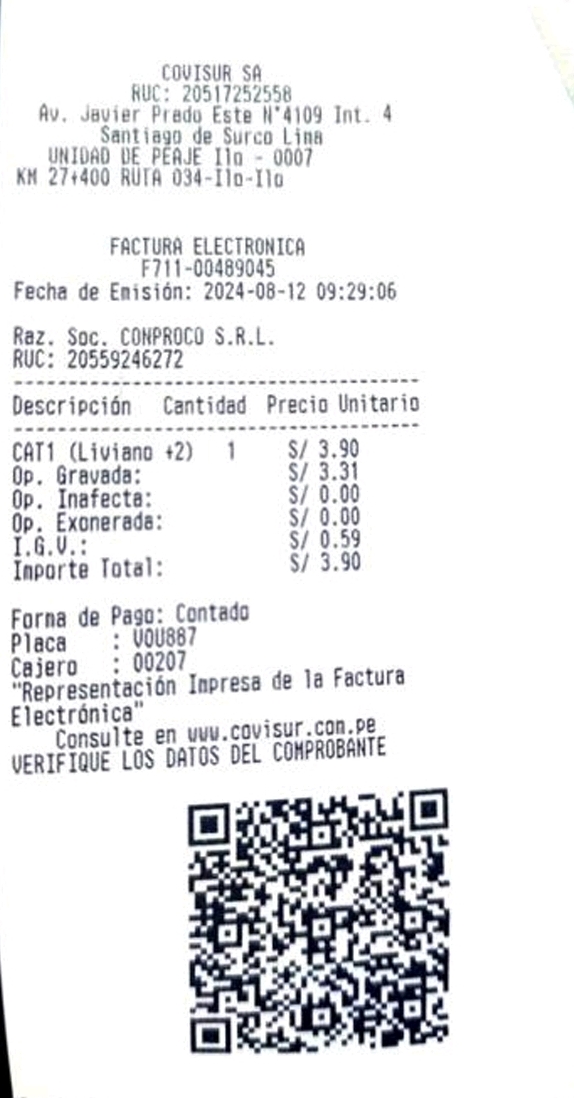 COVISUR SA
RUC: 20517252558
Av. Javier Prado Este N°4109 Int. 4
Santiago de Surco Lima
UNIDAD DE PEAJE Ilo - 0007
KM 27+400 RUTA 034-Ilo-Ilo
FACTURA ELECTRONICA
F711-00489045
Fecha de Emisión: 2024-08-12 09:29:06
Raz. Soc. CONPROCO S.R.L.
RUC: 20559246272
Descripción Cantidad Precio Unitario
CAT1 (Liviano +2) 1 S/ 3.90
Op. Gravada: S/ 3.31
Op. Inafecta: S/ 0.00
Op. Exonerada: S/ 0.00
I.G.V.: S/ 0.59
Importe Total: S/ 3.90
Forma de Pago: Contado
Placa : VOU887
Cajero : 00207
"Representación Impresa de la Factura
Electrónica"
Consulte en www.covisur.com.pe
VERIFIQUE LOS DATOS DEL COMPROBANTE